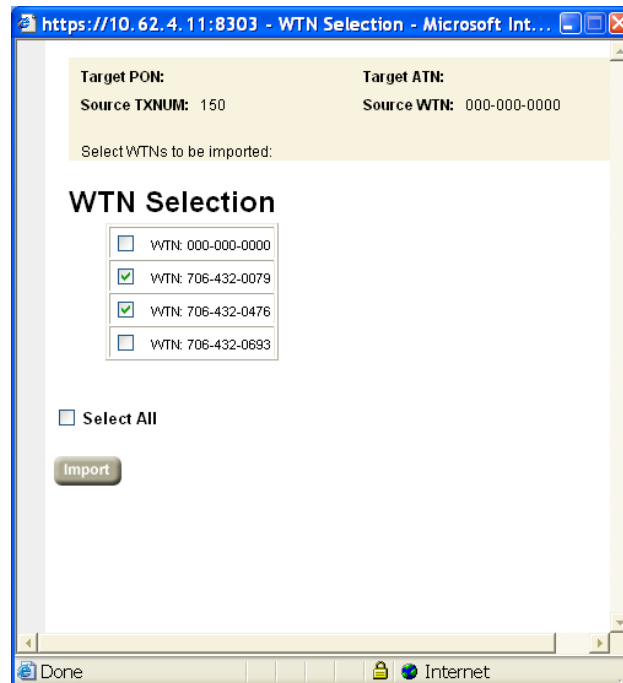 https://10.62.4.11:8303 - WTN Selection - Microsoft Int...
Target PON: Target ATN:
Source TXNUM: 150 Source WTN: 000-000-0000
Select WTNs to be imported:
WTN Selection
WTN: 000-000-0000
WTN: 706-432-0079
WTN: 706-432-0476
WTN: 706-432-0693
Select All
Import
Done Internet